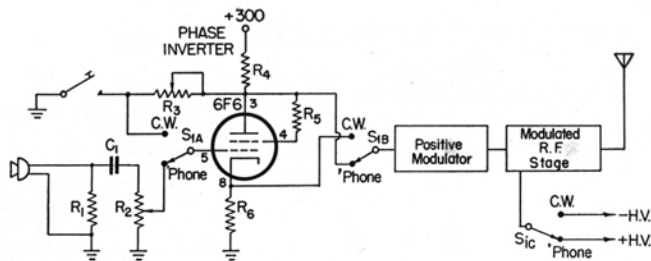 +300
PHASE
INVERTER
R4
R3
6F6 3
R5
C.W.
S1A
4
C.W.
S1B
5
C1
'Phone
8
'Phone
R1
R2
R6
Positive
Modulator
Modulated
R.F.
Stage
C.W.
-H.V.
S1C
'Phone
+H.V.